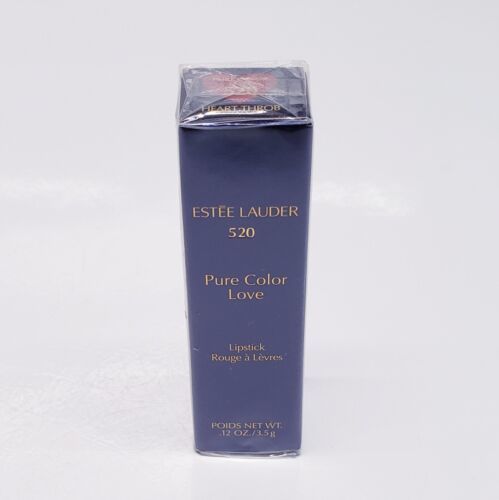 HEART THROB
ESTĒE LAUDER
520
Pure Color
Love
Lipstick
Rouge à Lèvres
POIDS NET WT.
.12 OZ./3.5g